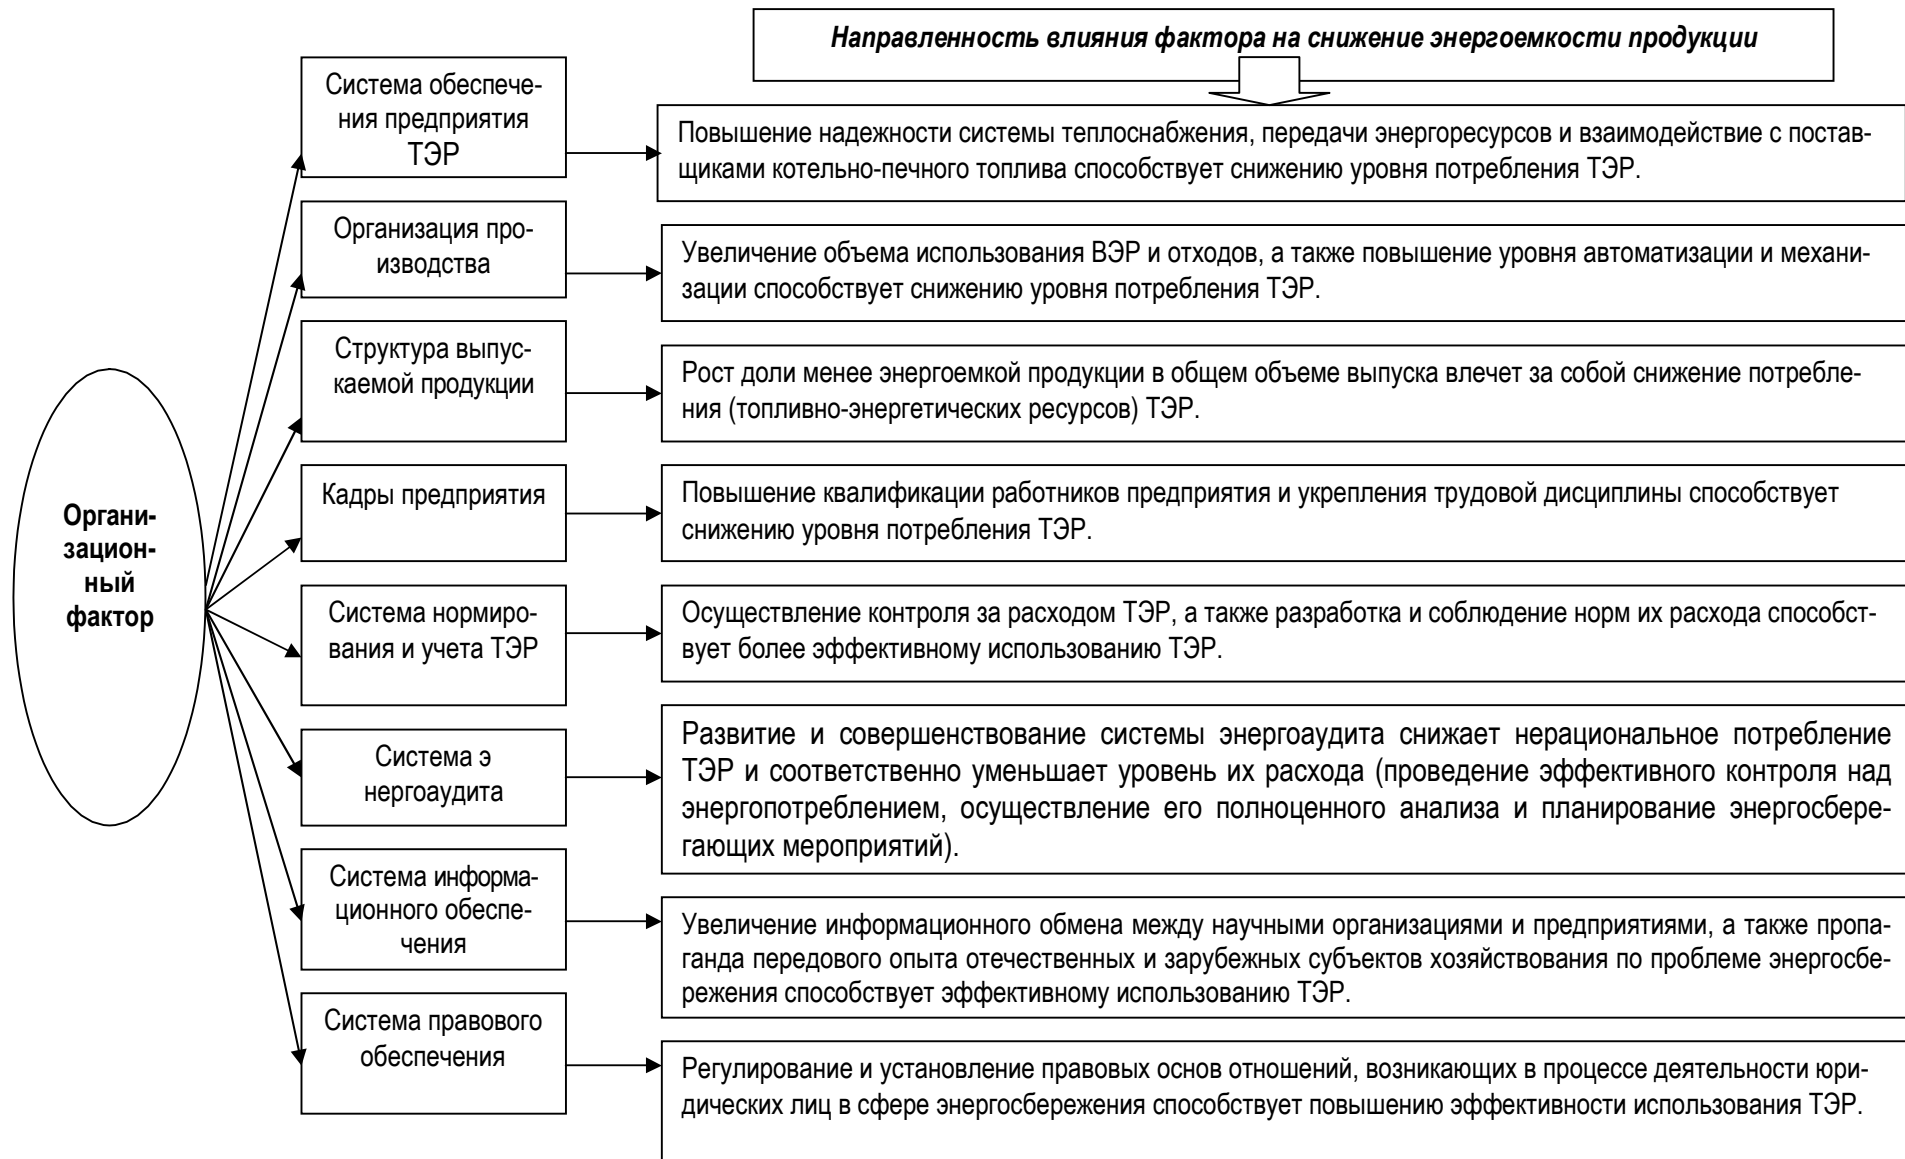 Направленность влияния фактора на снижение энергоемкости продукции
Система обеспече-
ния предприятия
ТЭР
Повышение надежности системы теплоснабжения, передачи энергоресурсов и взаимодействие с постав-
щиками котельно-печного топлива способствует снижению уровня потребления ТЭР.
Организация про-
изводства
Увеличение объема использования ВЭР и отходов, а также повышение уровня автоматизации и механи-
зации способствует снижению уровня потребления ТЭР.
Структура выпус-
каемой продукции
Рост доли менее энергоемкой продукции в общем объеме выпуска влечет за собой снижение потребле-
ния (топливно-энергетических ресурсов) ТЭР.
Органи-
зацион-
ный
фактор
Кадры предприятия
Повышение квалификации работников предприятия и укрепления трудовой дисциплины способствует
снижению уровня потребления ТЭР.
Система нормиро-
вания и учета ТЭР
Осуществление контроля за расходом ТЭР, а также разработка и соблюдение норм их расхода способст-
вует более эффективному использованию ТЭР.
Система э
нергоаудита
Развитие и совершенствование системы энергоаудита снижает нерациональное потребление
ТЭР и соответственно уменьшает уровень их расхода (проведение эффективного контроля над
энергопотреблением, осуществление его полноценного анализа и планирование энергосбере-
гающих мероприятий).
Система информа-
ционного обеспе-
чения
Увеличение информационного обмена между научными организациями и предприятиями, а также пропа-
ганда передового опыта отечественных и зарубежных субъектов хозяйствования по проблеме энергосбе-
режения способствует эффективному использованию ТЭР.
Система правового
обеспечения
Регулирование и установление правовых основ отношений, возникающих в процессе деятельности юри-
дических лиц в сфере энергосбережения способствует повышению эффективности использования ТЭР.